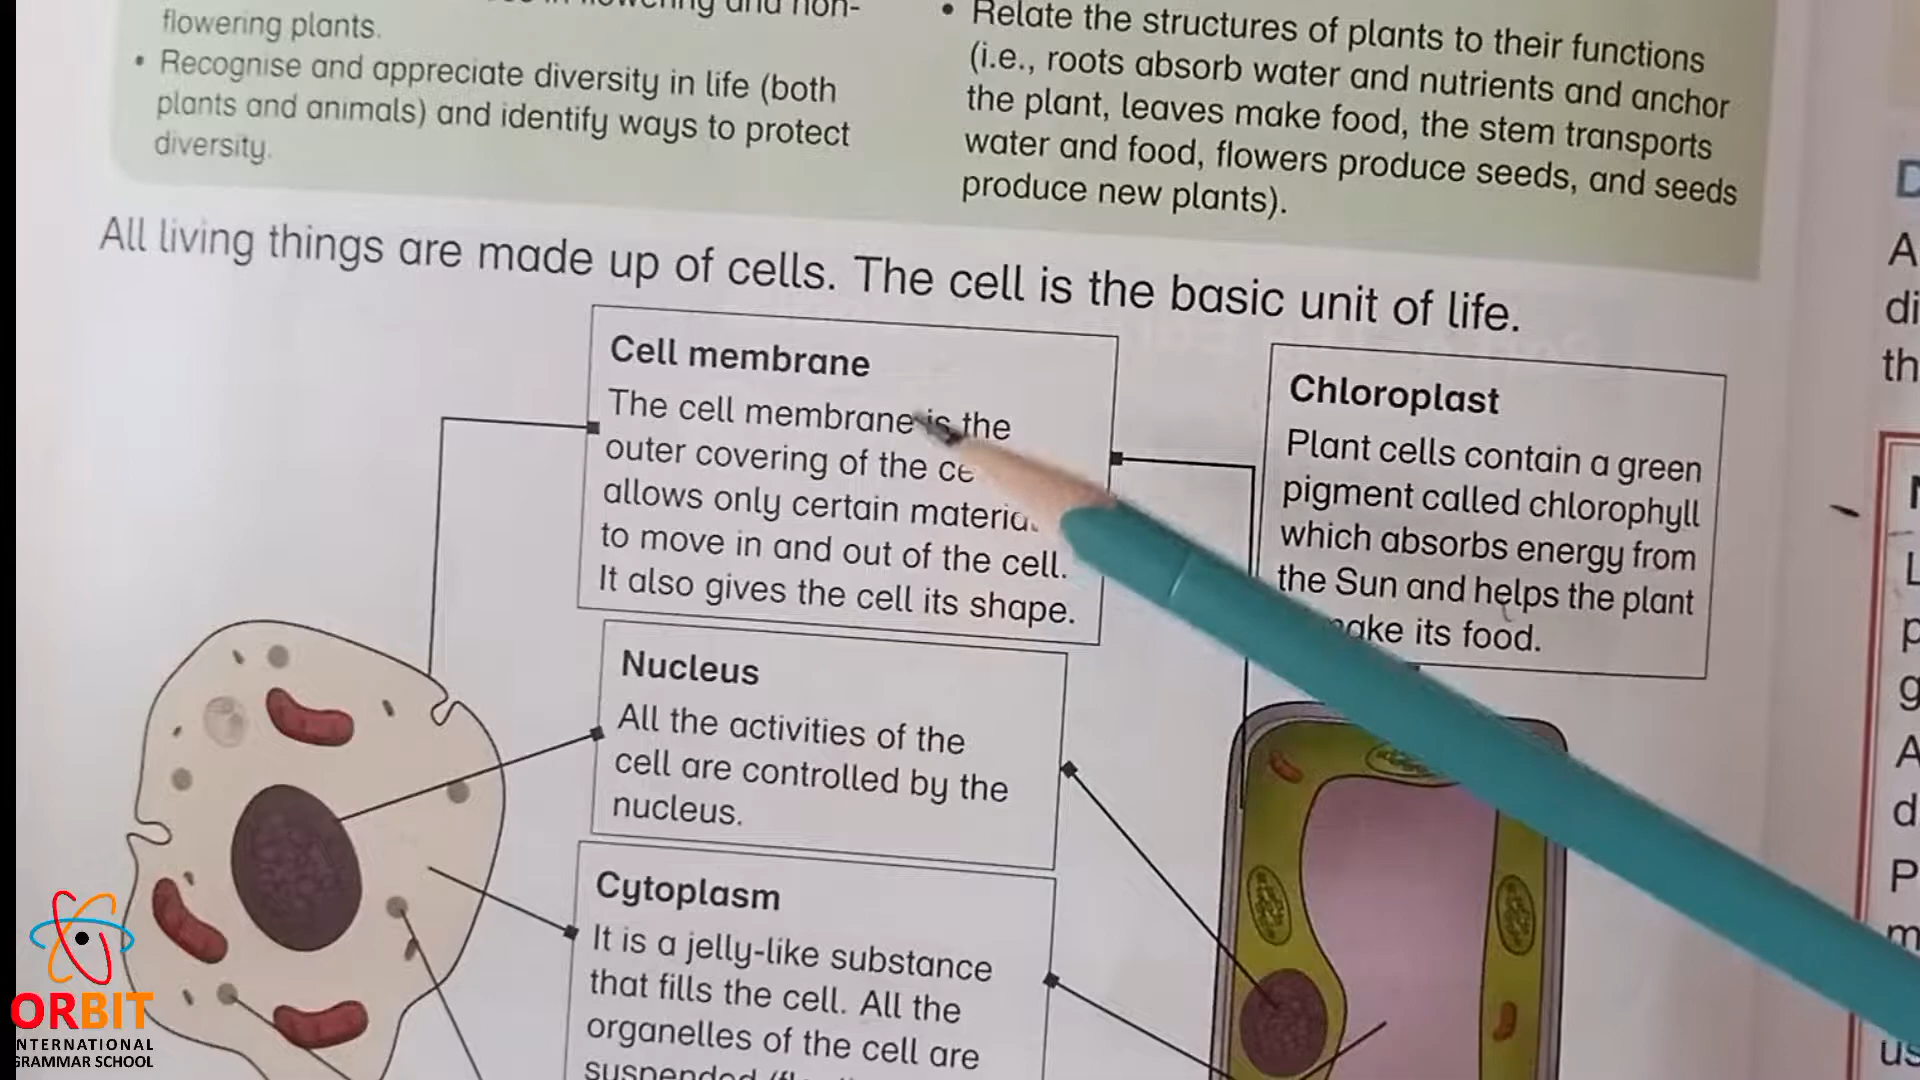 flowering and non-
flowering plants.
• Recognise and appreciate diversity in life (both
plants and animals) and identify ways to protect
diversity.
• Relate the structures of plants to their functions
(i.e., roots absorb water and nutrients and anchor
the plant, leaves make food, the stem transports
water and food, flowers produce seeds, and seeds
produce new plants).
All living things are made up of cells. The cell is the basic unit of life.
Cell membrane
The cell membrane is the
outer covering of the
allows only certain
to move in and out of the cell.
It also gives the cell its shape.
Chloroplast
Plant cells contain a green
pigment called chlorophyll
which absorbs energy from
the Sun and helps the plant
its food.
Nucleus
All the activities of the
cell are controlled by the
nucleus.
Cytoplasm
It is a jelly-like substance
that fills the cell. All the
organelles of the cell are
suspended
ORBIT
INTERNATIONAL
GRAMMAR SCHOOL